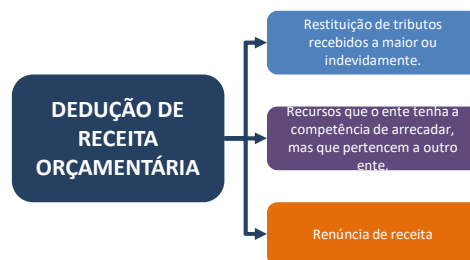 DEDUÇÃO DE
RECEITA
ORÇAMENTÁRIA
Restituição de tributos
recebidos a maior ou
indevidamente.
Recursos que o ente tenha a
competência de arrecadar,
mas que pertencem a outro
ente.
Renúncia de receita